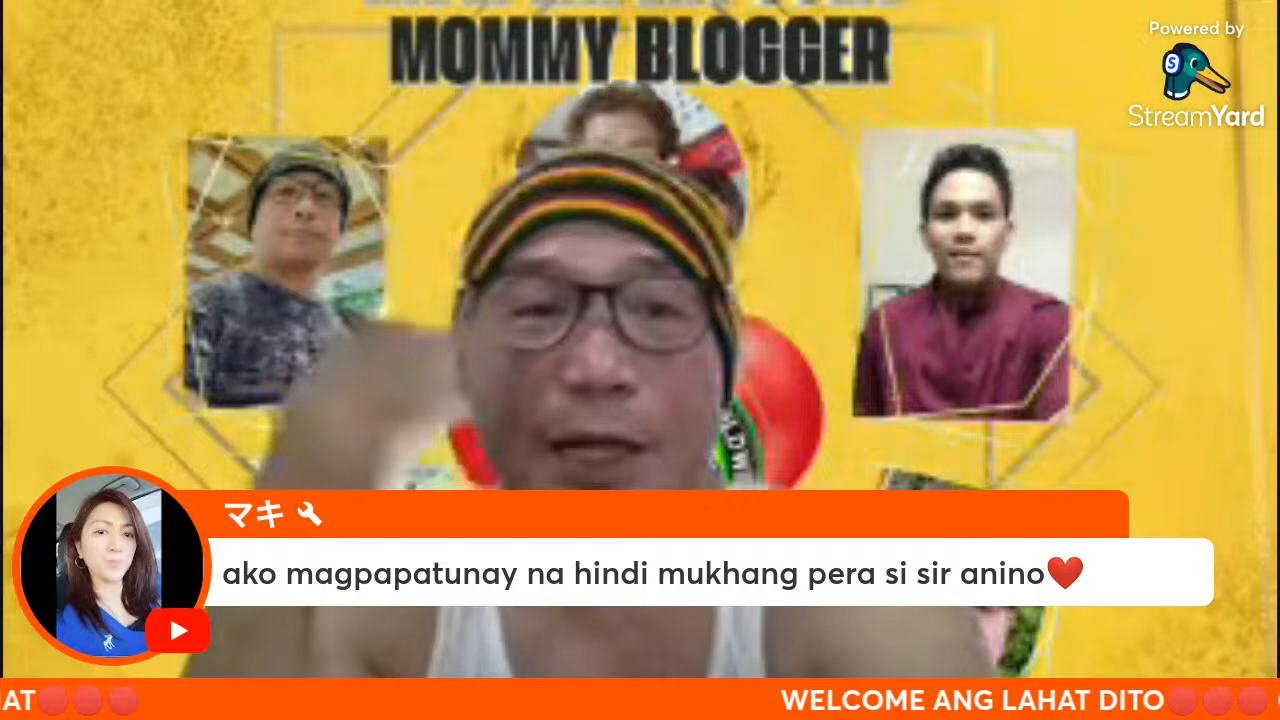 MOMMY BLOGGER
Powered by
StreamYard
マキ
ako magpapatunay na hindi mukhang pera si sir anino❤️
HAT🔴🔴🔴 WELCOME ANG LAHAT DITO🔴🔴🔴